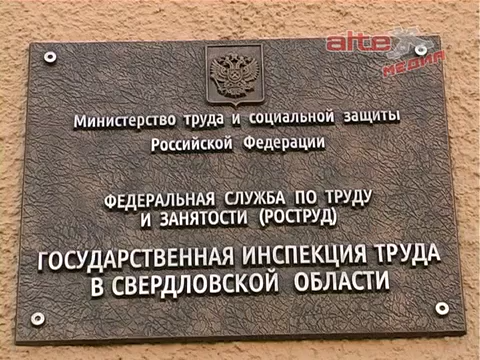 alte
медиа
Министерство труда и социальной защиты
Российской Федерации
ФЕДЕРАЛЬНАЯ СЛУЖБА ПО ТРУДУ
И ЗАНЯТОСТИ (РОСТРУД)
ГОСУДАРСТВЕННАЯ ИНСПЕКЦИЯ ТРУДА
В СВЕРДЛОВСКОЙ ОБЛАСТИ